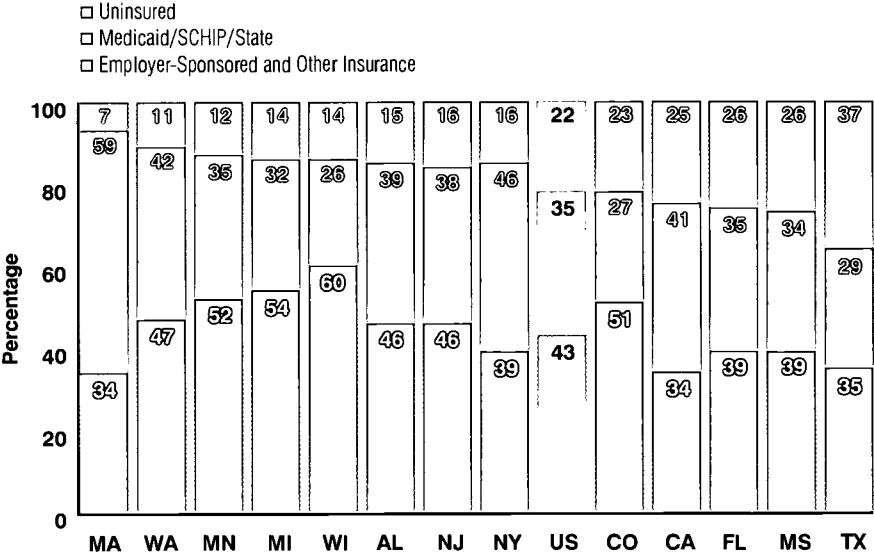 Uninsured
Medicaid/SCHIP/State
Employer-Sponsored and Other Insurance
100 7 11 12 14 14 15 16 16 22 23 25 26 26 37
59 42 35 32 26 39 38 46 35 27 41 35 34 29
34 47 52 54 60 46 46 39 43 51 34 39 39 35
80
60
40
20
0
Percentage
MA WA MN MI WI AL NJ NY US CO CA FL MS TX